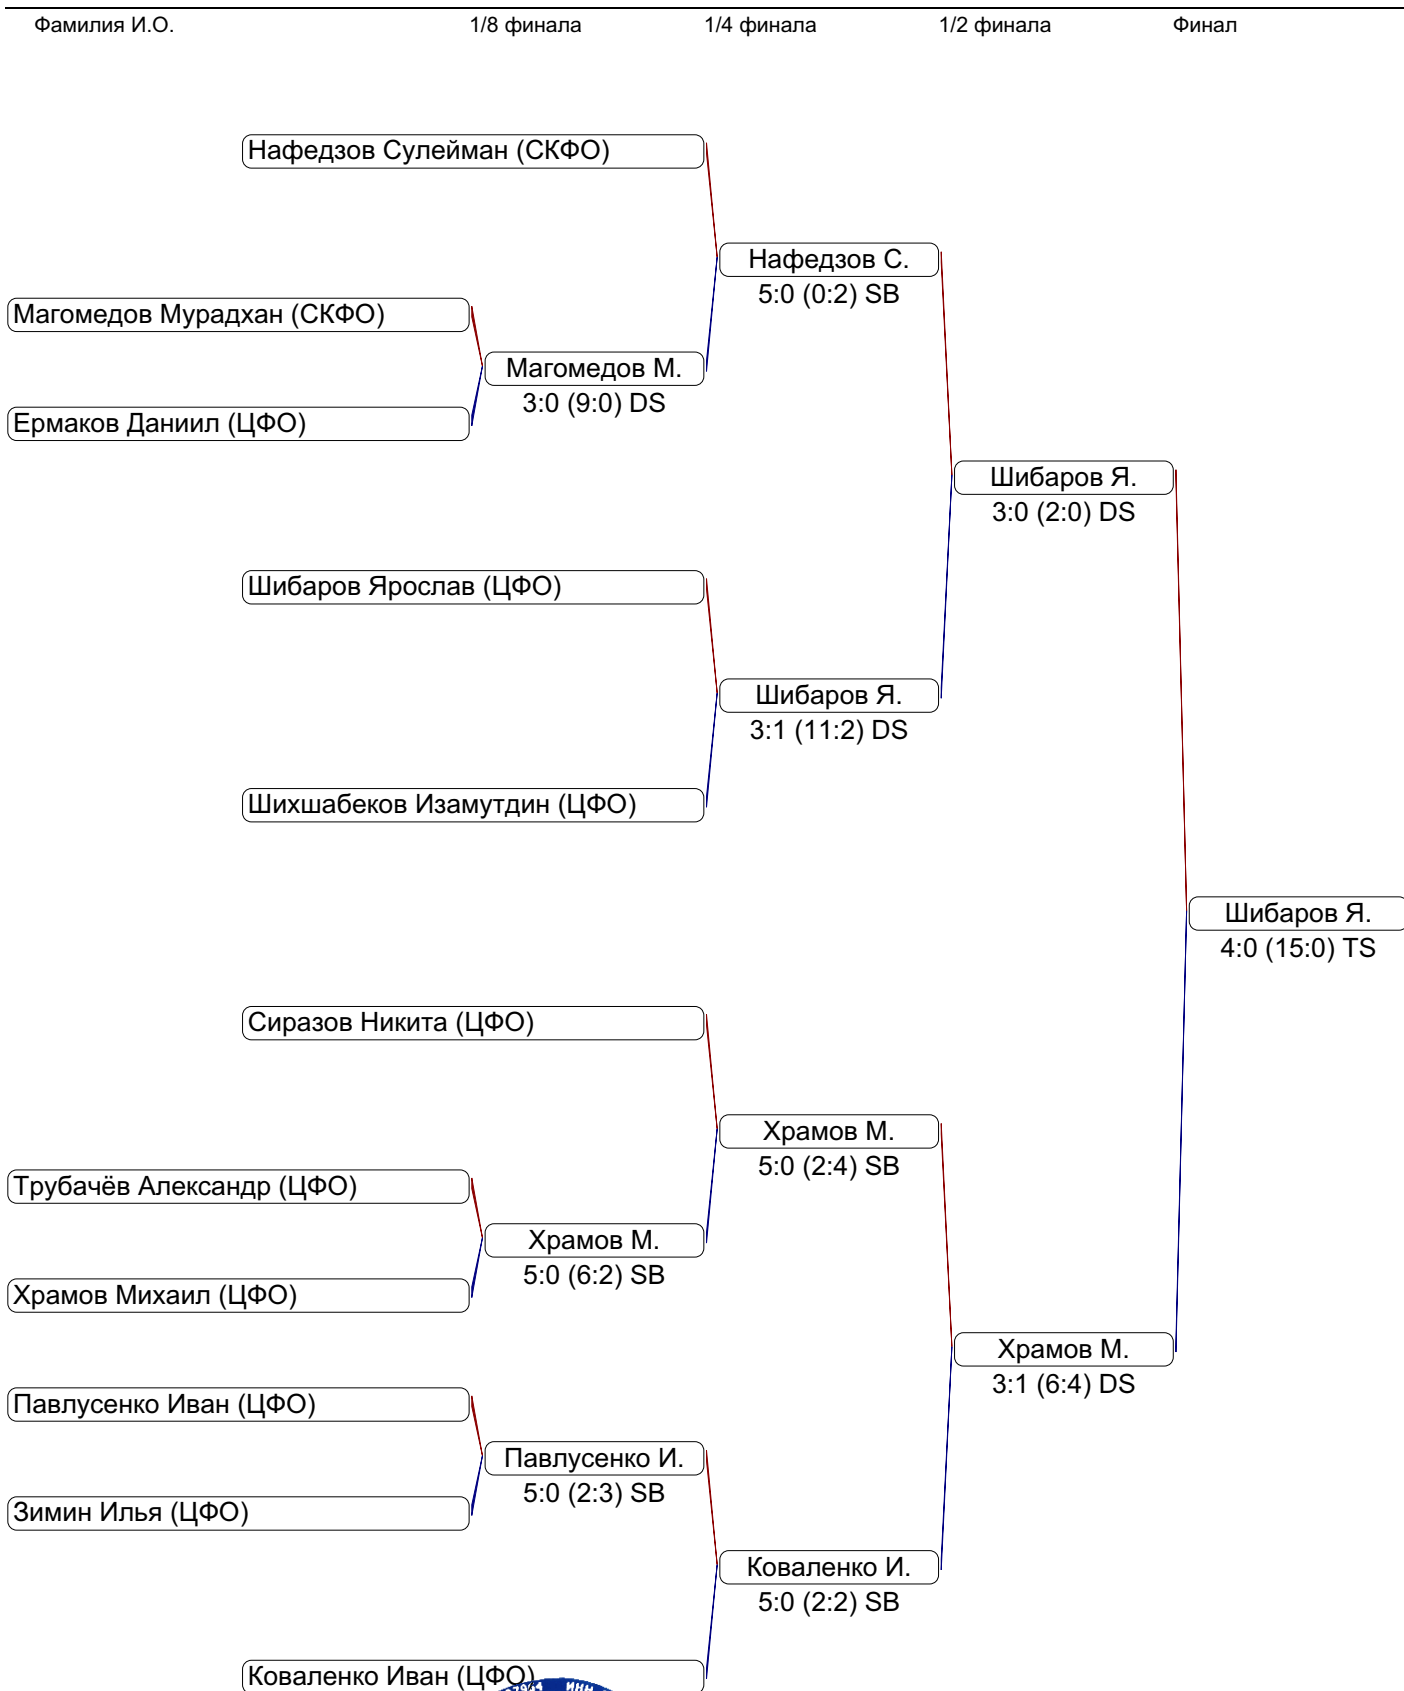 Фамилия И.О. 1/8 финала 1/4 финала 1/2 финала Финал
Нафедзов Сулейман (СКФО)
Нафедзов С.
5:0 (0:2) SB
Магомедов Мурадхан (СКФО)
Магомедов М.
3:0 (9:0) DS
Ермаков Даниил (ЦФО)
Шибаров Я.
3:0 (2:0) DS
Шибаров Ярослав (ЦФО)
Шибаров Я.
3:1 (11:2) DS
Шихшабеков Изамутдин (ЦФО)
Шибаров Я.
4:0 (15:0) TS
Сиразов Никита (ЦФО)
Храмов М.
5:0 (2:4) SB
Трубачёв Александр (ЦФО)
Храмов М.
5:0 (6:2) SB
Храмов Михаил (ЦФО)
Храмов М.
3:1 (6:4) DS
Павлусенко Иван (ЦФО)
Павлусенко И.
5:0 (2:3) SB
Зимин Илья (ЦФО)
Коваленко И.
5:0 (2:2) SB
Коваленко Иван (ЦФО)